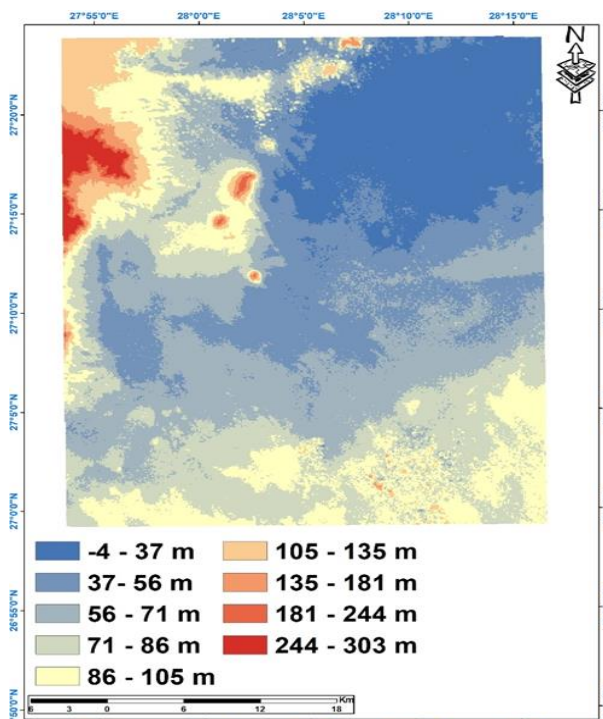 27°55'0"E 28°0'0"E 28°5'0"E 28°10'0"E 28°15'0"E
N
27°20'0"N
27°15'0"N
27°10'0"N
27°5'0"N
27°0'0"N
26°55'0"N
-4 - 37 m
37- 56 m
56 - 71 m
71 - 86 m
86 - 105 m
105 - 135 m
135 - 181 m
181 - 244 m
244 - 303 m
Km
6 3 0 6 12 18